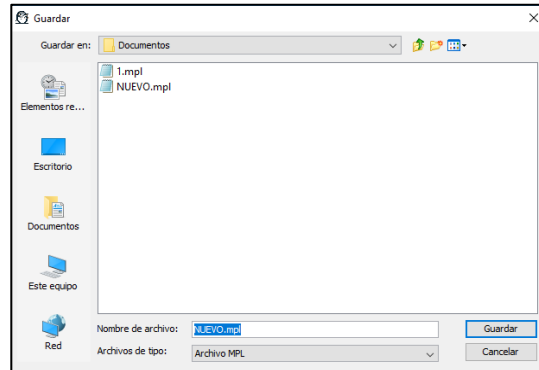 Guardar
Guardar en:
Documentos
1.mpl
NUEVO.mpl
Elementos re...
Escritorio
Documentos
Este equipo
Red
Nombre de archivo:
NUEVO.mpl
Guardar
Archivos de tipo:
Archivo MPL
Cancelar